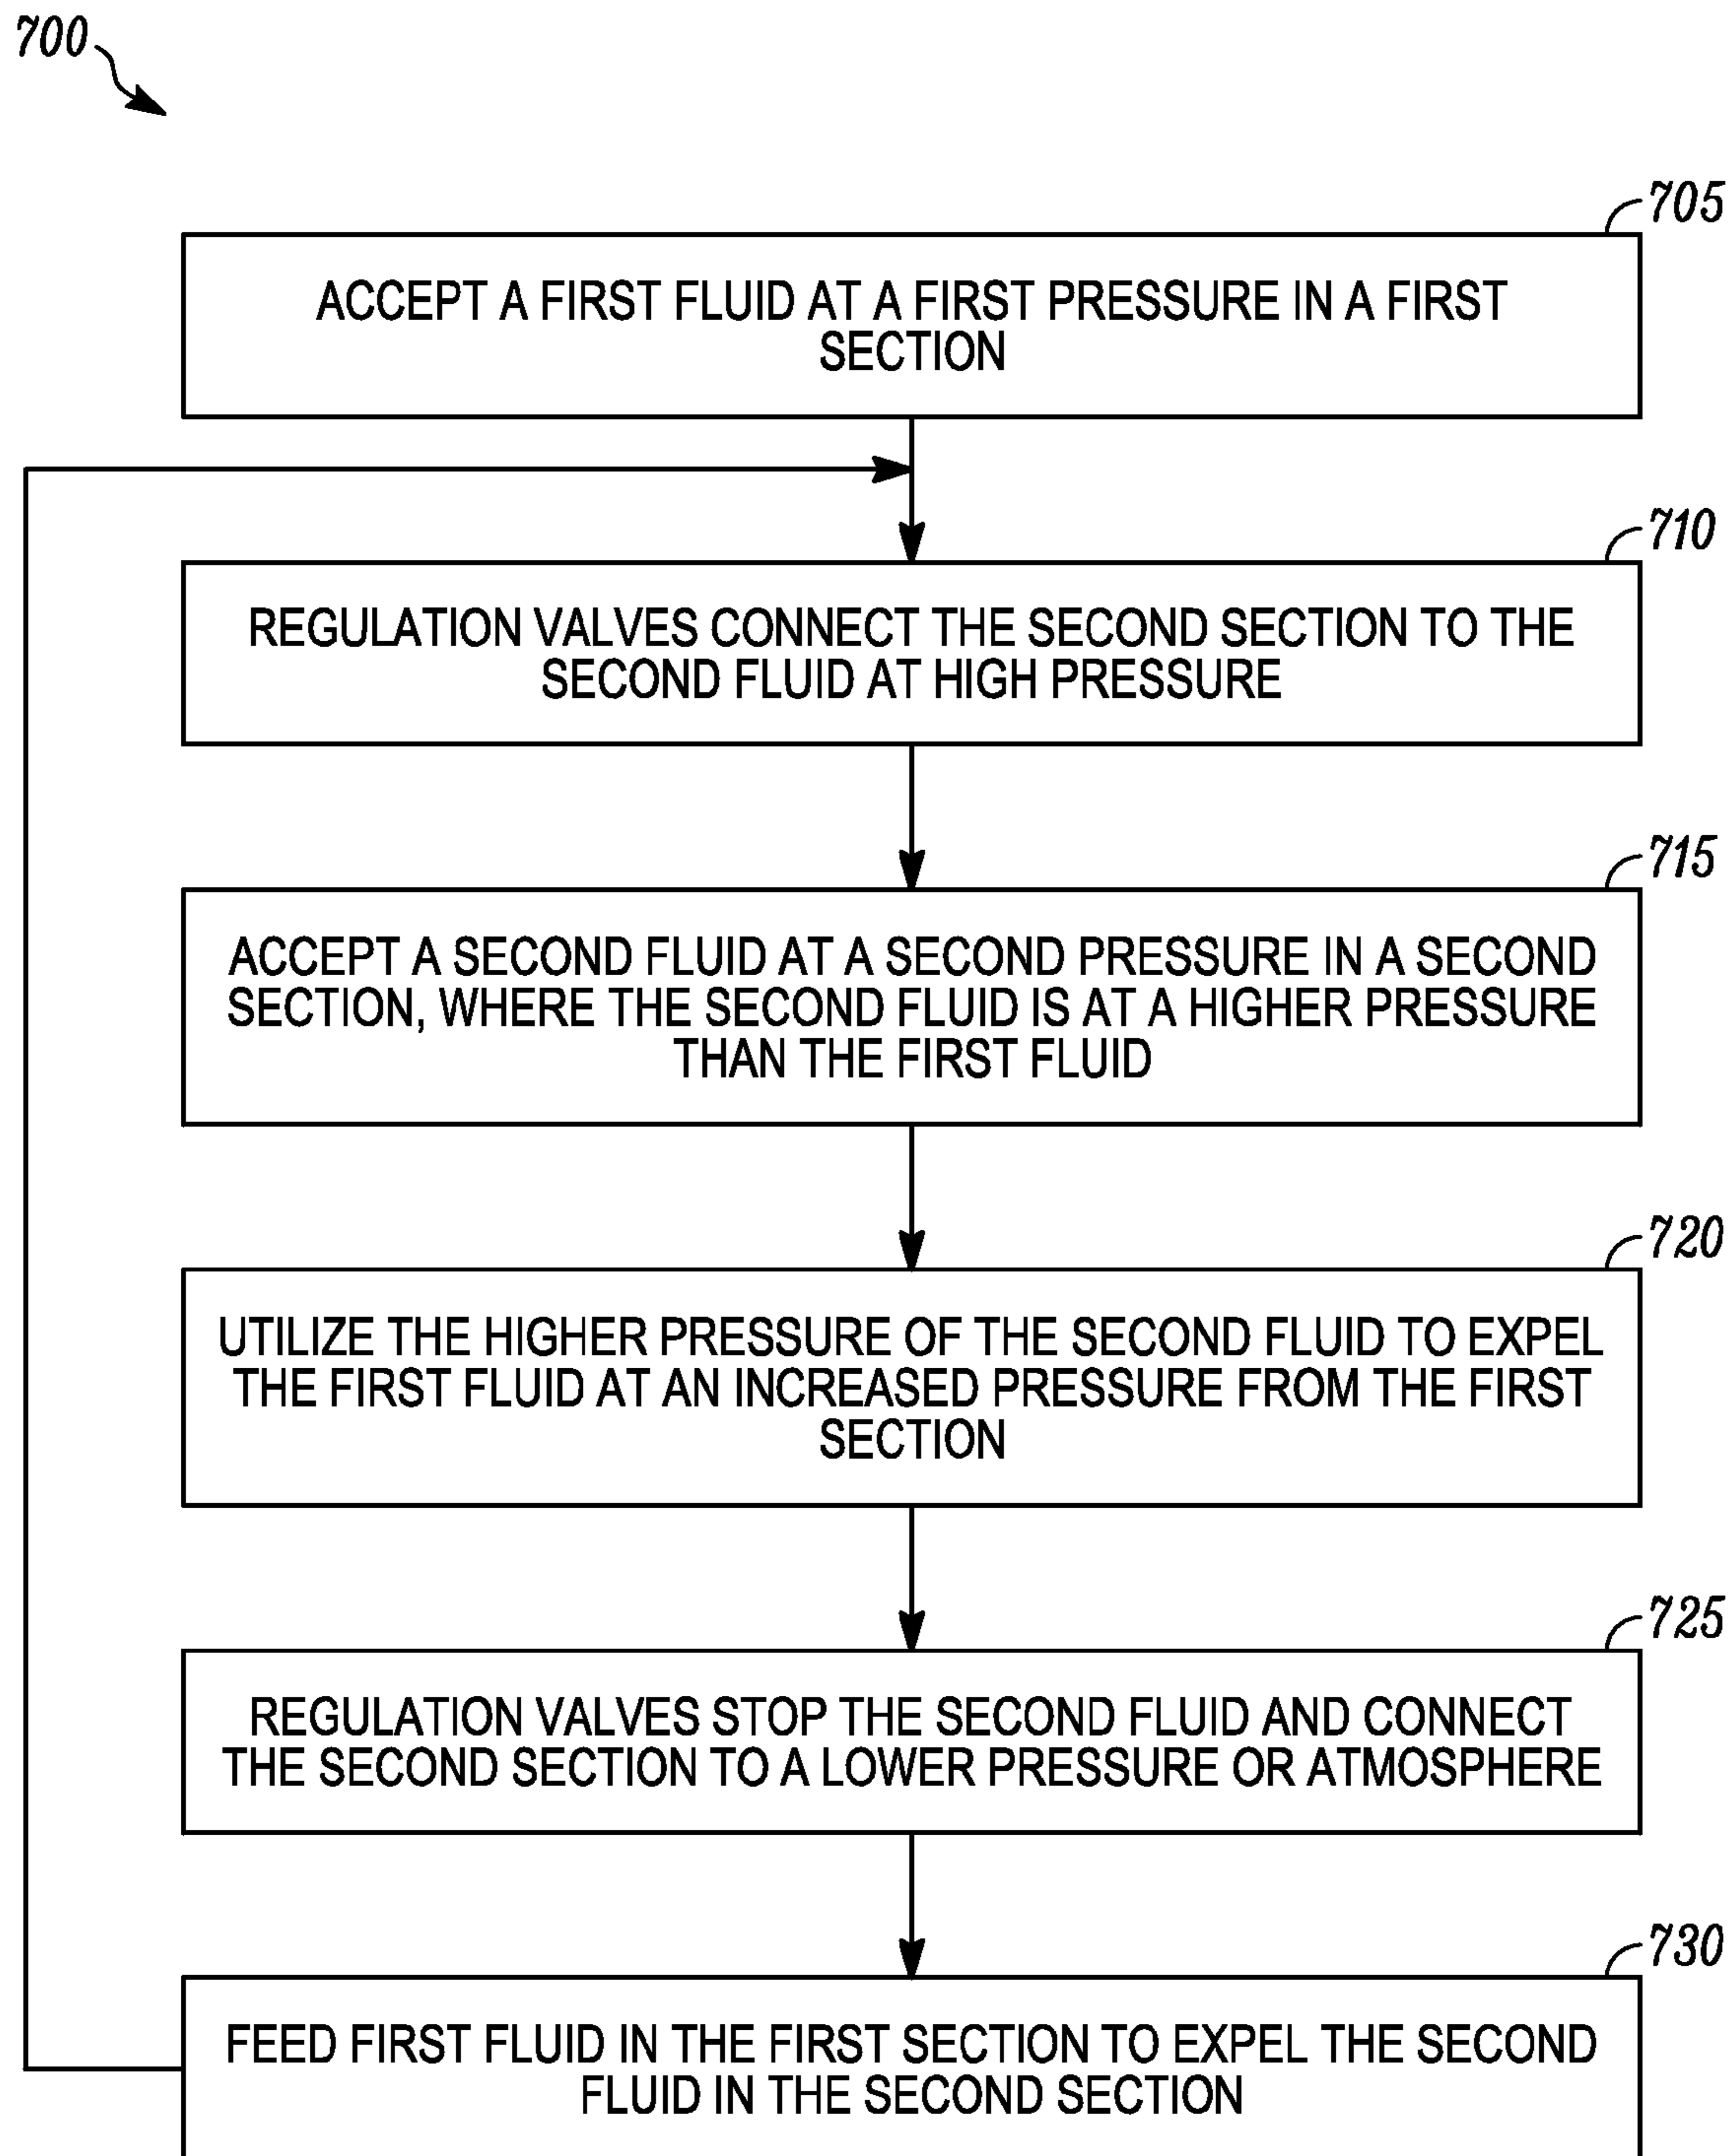 700
705
ACCEPT A FIRST FLUID AT A FIRST PRESSURE IN A FIRST
SECTION
710
REGULATION VALVES CONNECT THE SECOND SECTION TO THE
SECOND FLUID AT HIGH PRESSURE
715
ACCEPT A SECOND FLUID AT A SECOND PRESSURE IN A SECOND
SECTION, WHERE THE SECOND FLUID IS AT A HIGHER PRESSURE
THAN THE FIRST FLUID
720
UTILIZE THE HIGHER PRESSURE OF THE SECOND FLUID TO EXPEL
THE FIRST FLUID AT AN INCREASED PRESSURE FROM THE FIRST
SECTION
725
REGULATION VALVES STOP THE SECOND FLUID AND CONNECT
THE SECOND SECTION TO A LOWER PRESSURE OR ATMOSPHERE
730
FEED FIRST FLUID IN THE FIRST SECTION TO EXPEL THE SECOND
FLUID IN THE SECOND SECTION